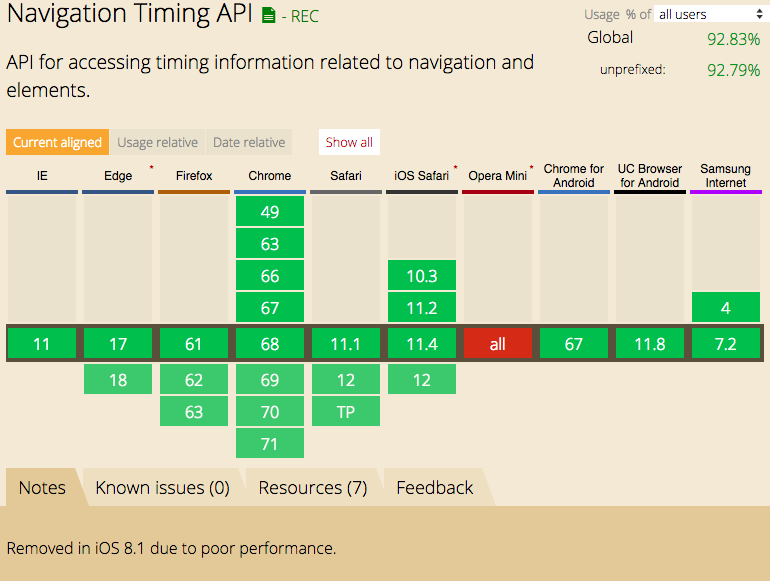 Navigation Timing API - REC
Usage % of all users
Global 92.83%
unprefixed: 92.79%
API for accessing timing information related to navigation and
elements.
Current aligned Usage relative Date relative Show all
IE Edge * Firefox Chrome Safari iOS Safari * Opera Mini * Chrome for Android UC Browser for Android Samsung Internet
49
63
66 10.3
67 11.2 4
11 17 61 68 11.1 11.4 all 67 11.8 7.2
18 62 69 12 12
63 70 TP
71
Notes Known issues (0) Resources (7) Feedback
Removed in iOS 8.1 due to poor performance.